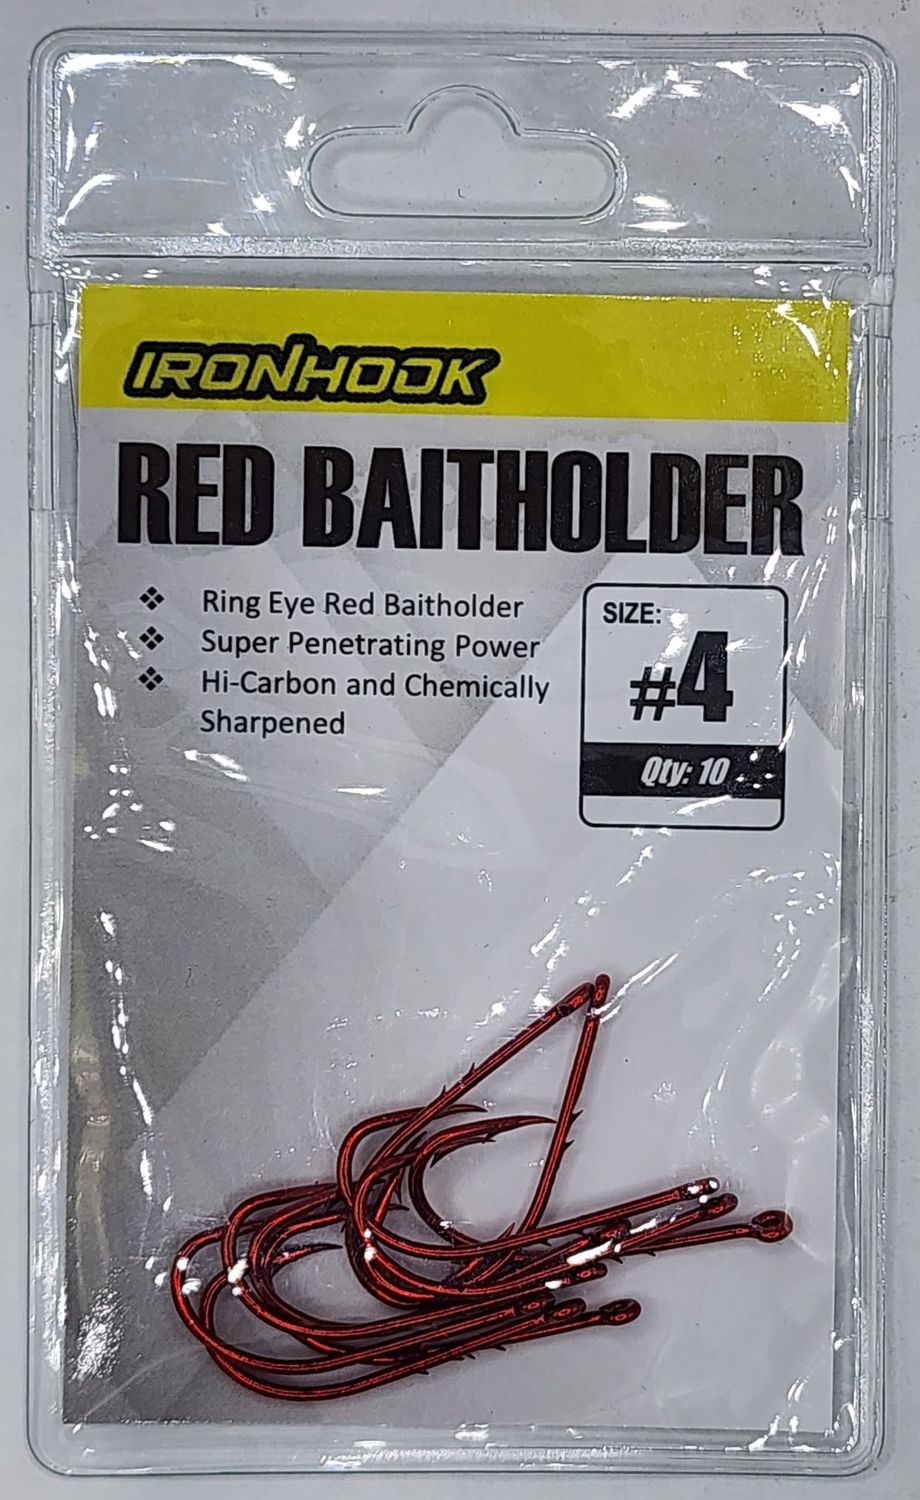 IRONHOOK
RED BAITHOLDER
❖ Ring Eye Red Baitholder
❖ Super Penetrating Power
❖ Hi-Carbon and Chemically
Sharpened
SIZE:
#4
Qty: 10